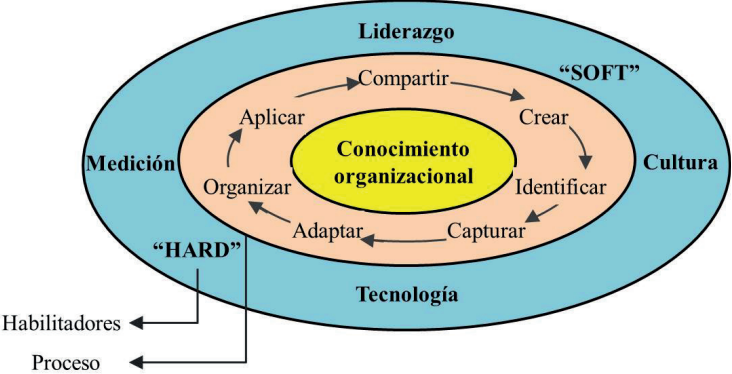 Liderazgo
“SOFT”
Compartir
Aplicar
Crear
Conocimiento
organizacional
Medición
Cultura
Organizar
Identificar
Adaptar
Capturar
“HARD”
Tecnología
Habilitadores
Proceso